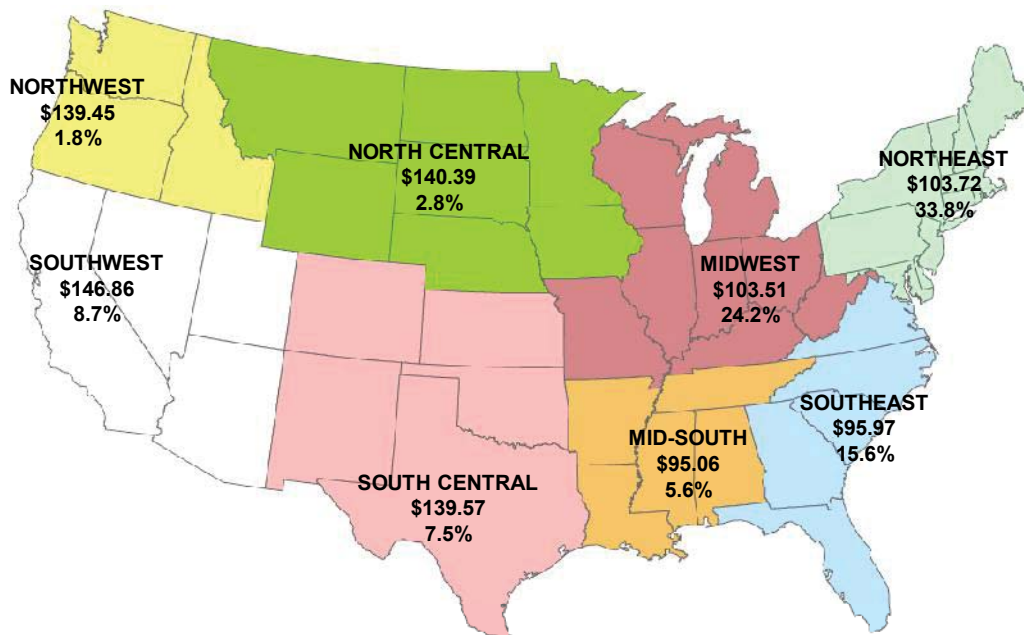 NORTHWEST
$139.45
1.8%
NORTH CENTRAL
$140.39
2.8%
NORTHEAST
$103.72
33.8%
SOUTHWEST
$146.86
8.7%
MIDWEST
$103.51
24.2%
SOUTHEAST
$95.97
15.6%
MID-SOUTH
$95.06
5.6%
SOUTH CENTRAL
$139.57
7.5%